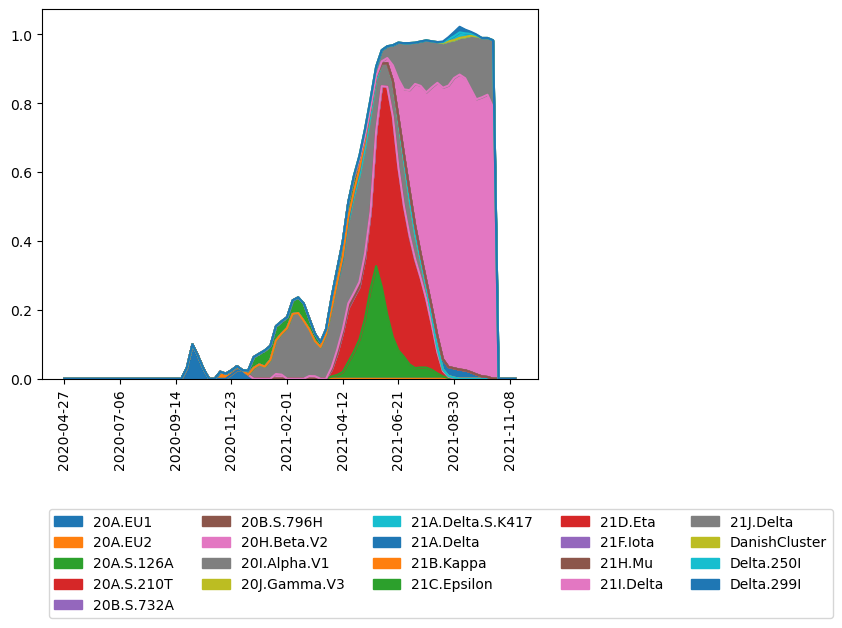 1.0
0.8
0.6
0.4
0.2
0.0
2020-04-27 2020-07-06 2020-09-14 2020-11-23 2021-02-01 2021-04-12 2021-06-21 2021-08-30 2021-11-08
20A.EU1 20B.S.796H 21A.Delta.S.K417 21D.Eta 21J.Delta
20A.EU2 20H.Beta.V2 21A.Delta 21F.Iota DanishCluster
20A.S.126A 20I.Alpha.V1 21B.Kappa 21H.Mu Delta.250I
20A.S.210T 20J.Gamma.V3 21C.Epsilon 21I.Delta Delta.299I
20B.S.732A